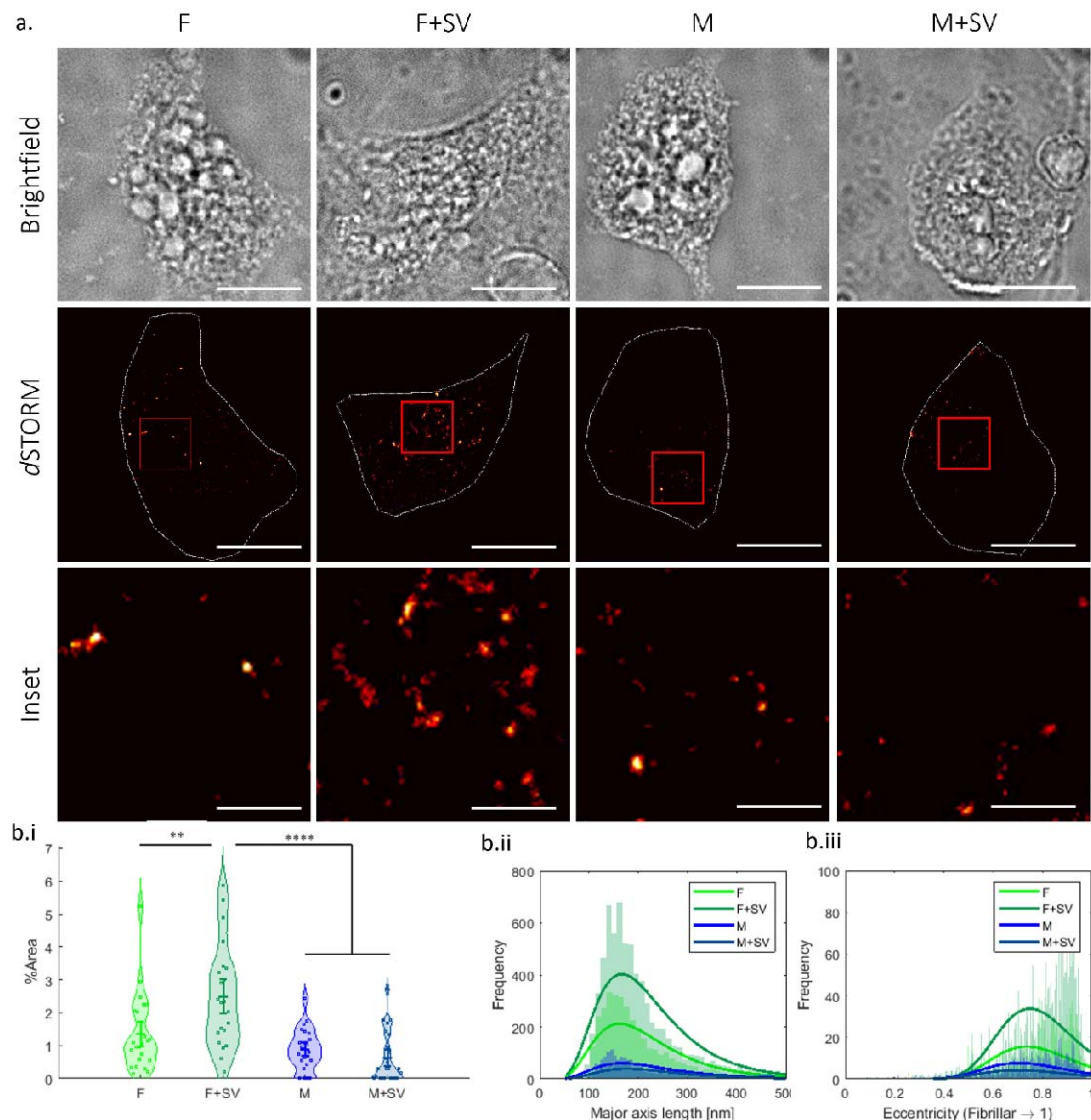 a.
F F+SV M M+SV
Brightfield
dSTORM
Inset
b.i
** ****
7
6
5
4
3
2
1
0
%Area
F F+SV M M+SV
b.ii
800
600
400
200
0
Frequency
F
F+SV
M
M+SV
0 100 200 300 400 500
Major axis length [nm]
b.iii
100
80
60
40
20
0
Frequency
F
F+SV
M
M+SV
0 0.2 0.4 0.6 0.8 1
Eccentricity (Fibrillar → 1)